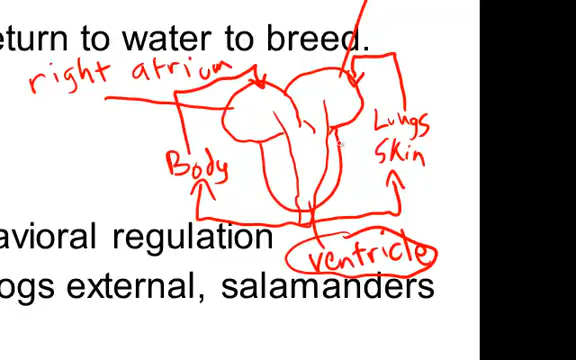 eturn to water to breed.
right atrium
Lungs
Skin
Body
avioral regulation
ventricle
ogs external, salamanders